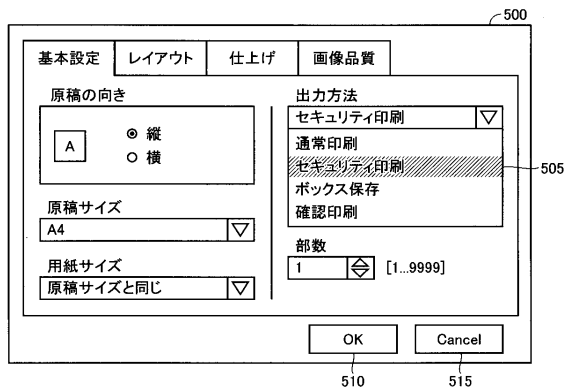 500
基本設定 レイアウト 仕上げ 画像品質
原稿の向き
A
縦
横
原稿サイズ
A4
用紙サイズ
原稿サイズと同じ
出力方法
セキュリティ印刷
通常印刷
セキュリティ印刷
505
ボックス保存
確認印刷
部数
1 [1...9999]
OK Cancel
510 515